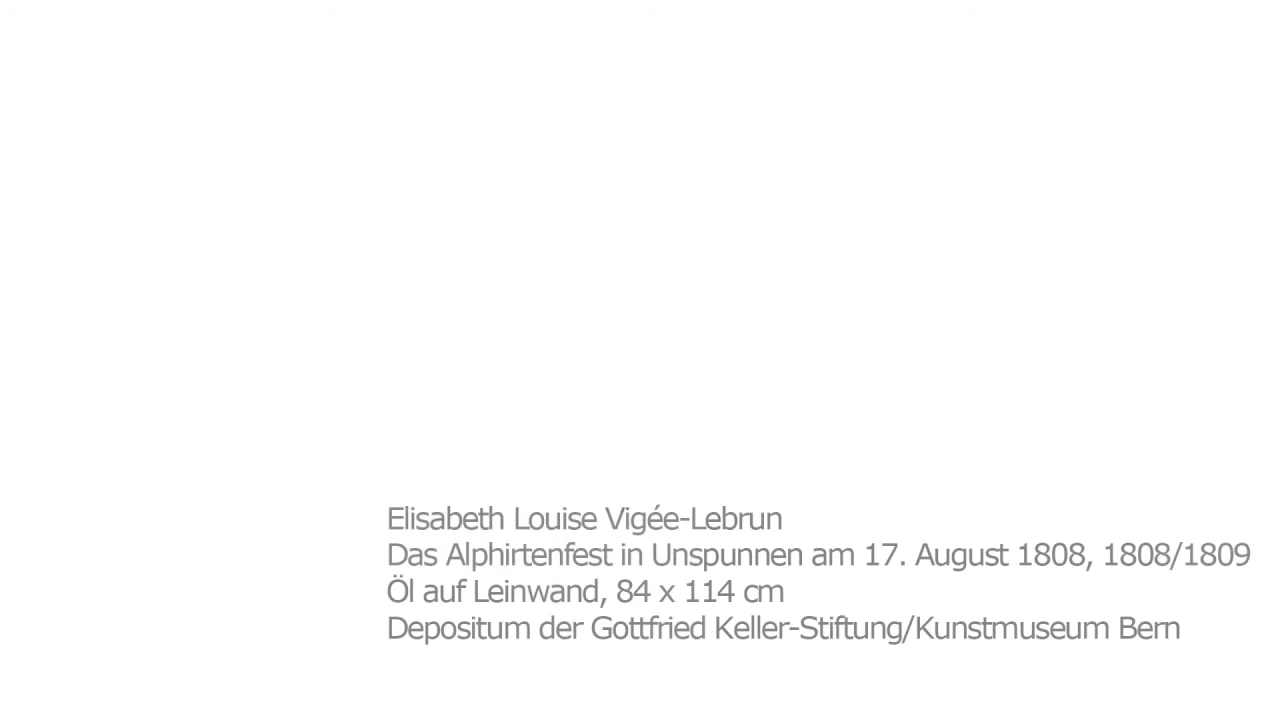 Elisabeth Louise Vigée-Lebrun
Das Alphirtenfest in Unspunnen am 17. August 1808, 1808/1809
Öl auf Leinwand, 84 x 114 cm
Depositum der Gottfried Keller-Stiftung/Kunstmuseum Bern